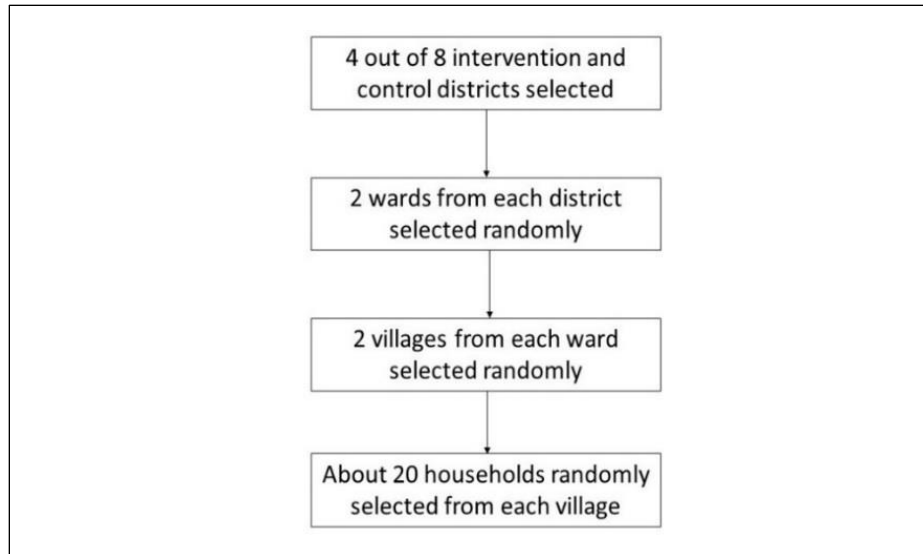 4 out of 8 intervention and
control districts selected
2 wards from each district
selected randomly
2 villages from each ward
selected randomly
About 20 households randomly
selected from each village